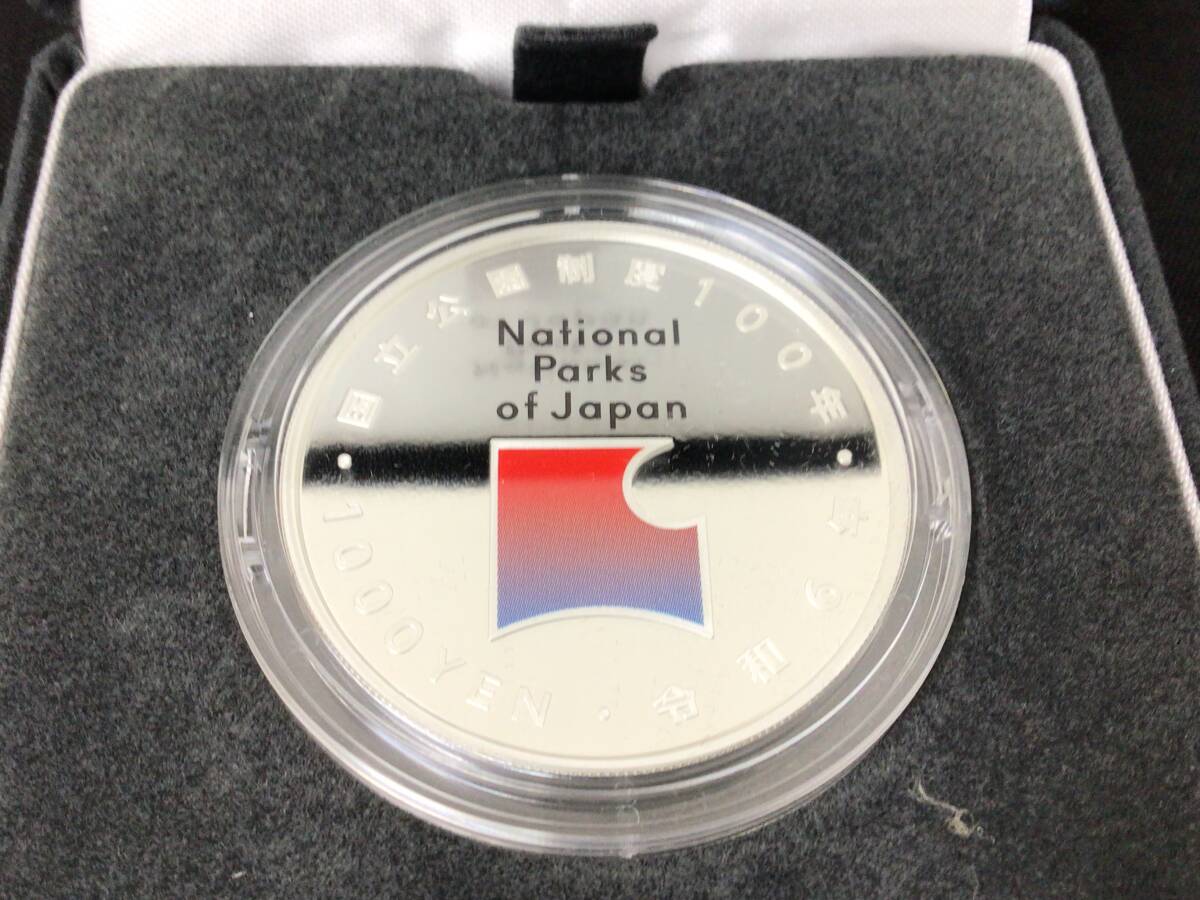 国立公園制度100年
National
Parks
of Japan
1000YEN
令和6年